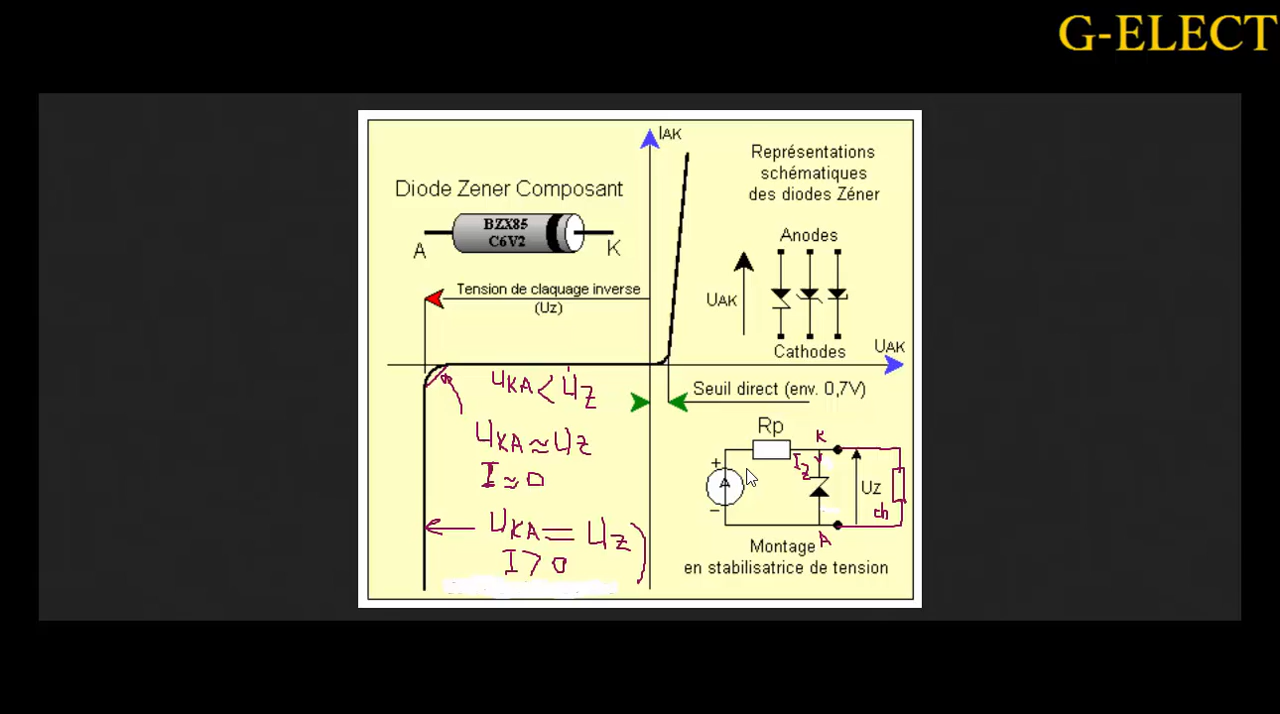 G-ELECT
IAK
Représentations
schématiques
des diodes Zéner
Diode Zener Composant
BZX85
C6V2
A
K
Anodes
UAK
Cathodes
Tension de claquage inverse
(Uz)
UAK
UKA < UZ
Seuil direct (env. 0,7V)
UKA ≈ UZ
I ≈ 0
UKA = UZ
I > 0
Rp
K
+
IZ
A
Uz
ch
-
A
Montage
en stabilisatrice de tension